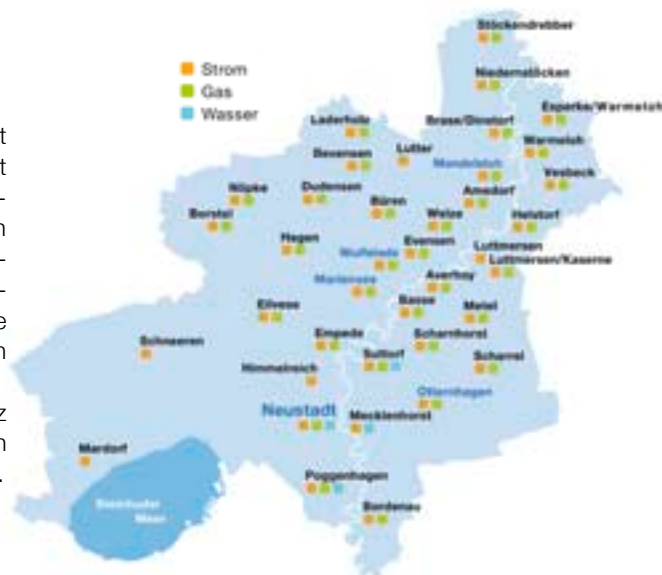 t
t
-
n
-
-
e
n
z
n
.
Strom
Gas
Wasser
Stöckendrebber
Niedernstöcken
Esperke/Warmeloh
Laderholz
Brase/Dinstorf
Lutter
Warmeloh
Bevensen
Mandelsloh
Vesbeck
Nöpke
Dudensen
Amedorf
Büren
Borstel
Welze
Helstorf
Hagen
Evensen
Wulfelade
Luttmersen
Luttmersen/Kaserne
Mariensee
Averhoy
Eilvese
Basse
Metel
Schneeren
Empede
Scharnhorst
Suttorf
Scharrel
Himmelreich
Otternhagen
Neustadt
Mecklenhorst
Mardorf
Poggenhagen
Steinhuder
Meer
Bordenau